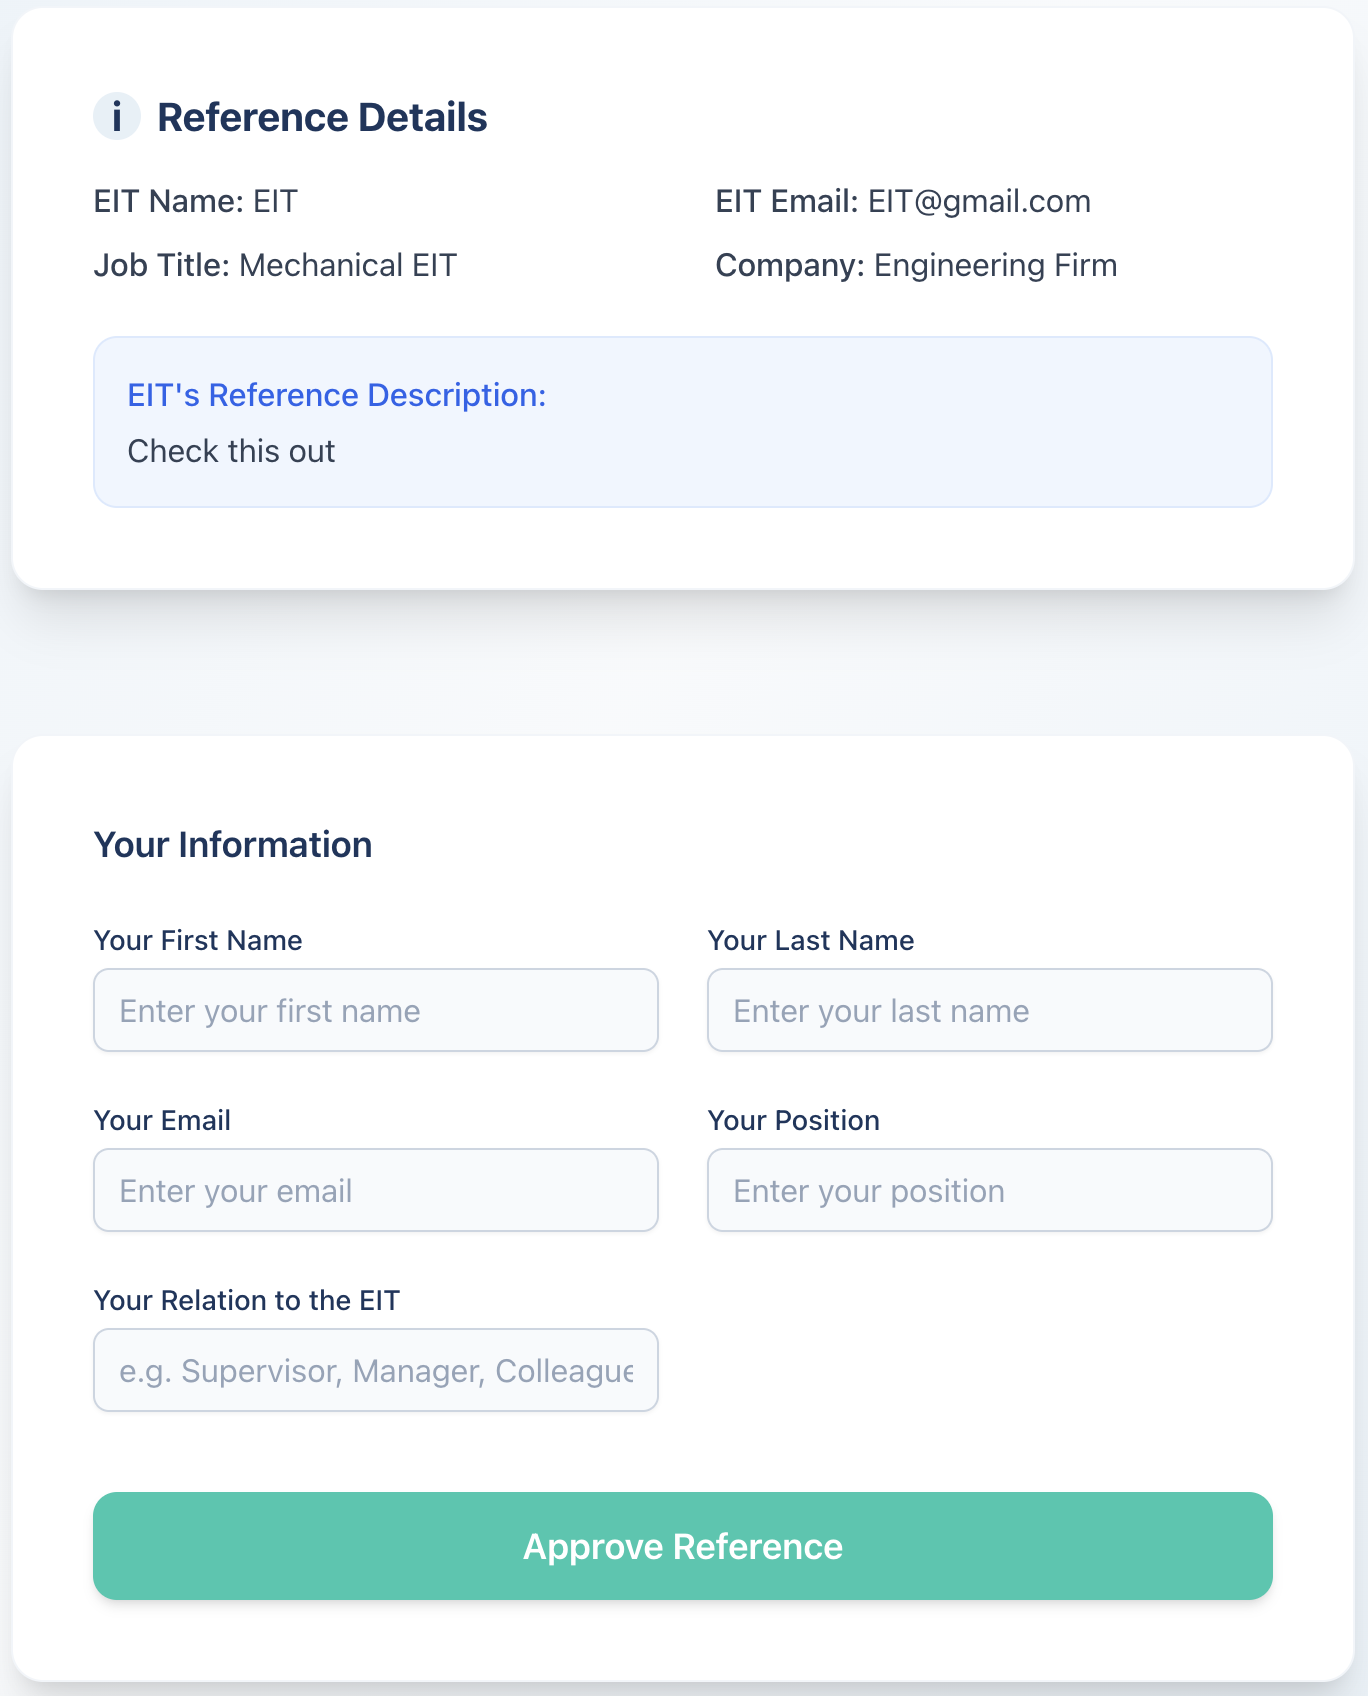 i Reference Details
EIT Name: EIT
EIT Email: EIT@gmail.com
Job Title: Mechanical EIT
Company: Engineering Firm
EIT's Reference Description:
Check this out
Your Information
Your First Name
Your Last Name
Enter your first name
Enter your last name
Your Email
Your Position
Enter your email
Enter your position
Your Relation to the EIT
e.g. Supervisor, Manager, Colleague
Approve Reference